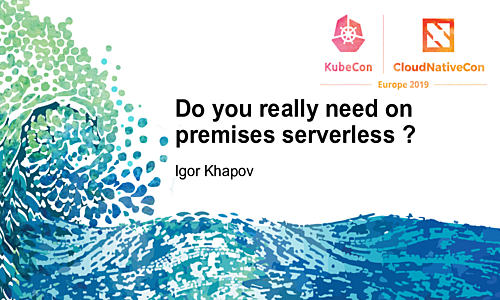 KubeCon
CloudNativeCon
Europe 2019
Do you really need on
premises serverless ?
Igor Khapov